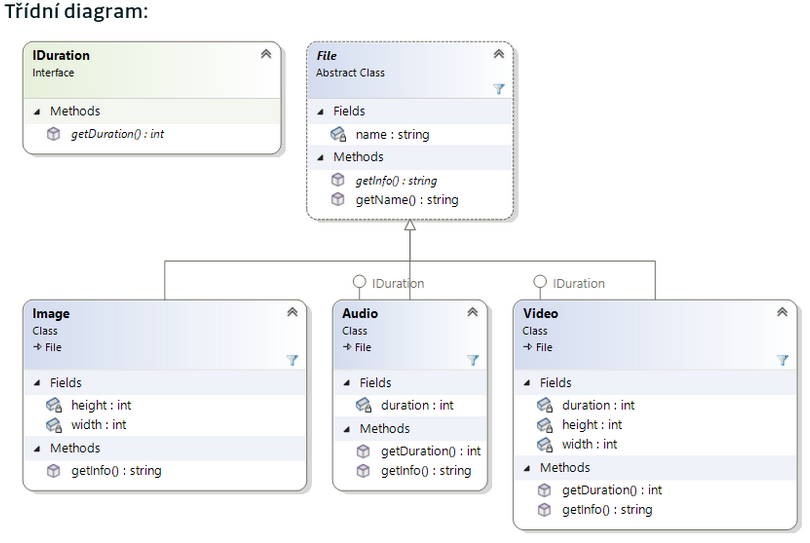 Třídní diagram:
IDuration
Interface
Methods
getDuration() : int
File
Abstract Class
Fields
name : string
Methods
getInfo() : string
getName() : string
IDuration
IDuration
Image
Class
File
Fields
height : int
width : int
Methods
getInfo() : string
Audio
Class
File
Fields
duration : int
Methods
getDuration() : int
getInfo() : string
Video
Class
File
Fields
duration : int
height : int
width : int
Methods
getDuration() : int
getInfo() : string